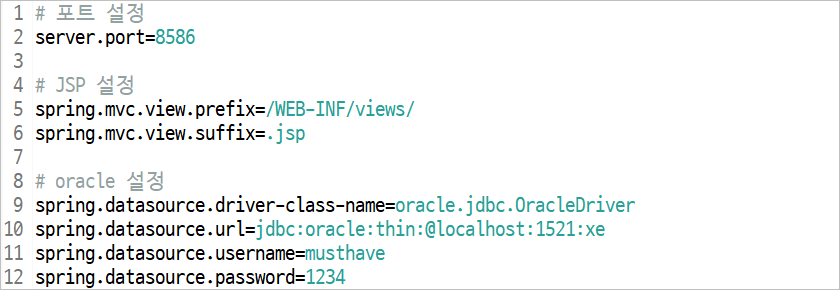 1 # 포트 설정
2 server.port=8586
3
4 # JSP 설정
5 spring.mvc.view.prefix=/WEB-INF/views/
6 spring.mvc.view.suffix=.jsp
7
8 # oracle 설정
9 spring.datasource.driver-class-name=oracle.jdbc.OracleDriver
10 spring.datasource.url=jdbc:oracle:thin:@localhost:1521:xe
11 spring.datasource.username=musthave
12 spring.datasource.password=1234